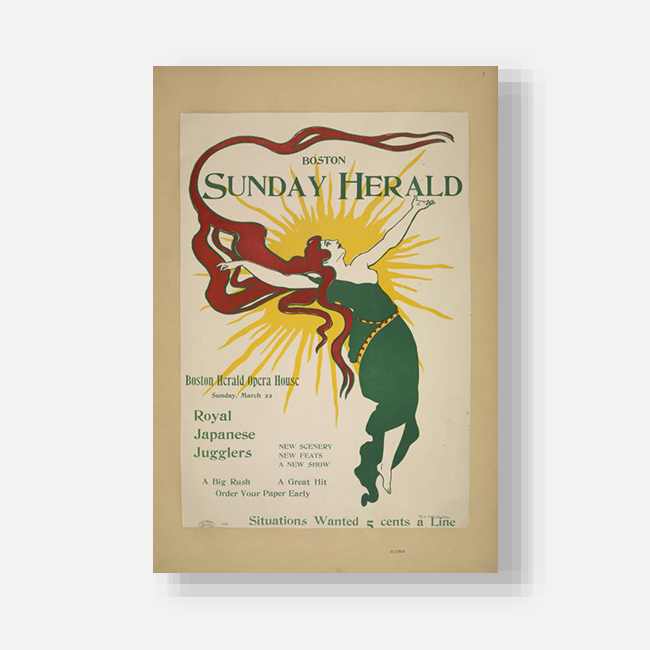 BOSTON
SUNDAY HERALD
Boston Herald Opera House
Sunday, March 22
Royal
Japanese
Jugglers
NEW SCENERY
NEW FEATS
A NEW SHOW
A Big Rush A Great Hit
Order Your Paper Early
Situations Wanted 5 cents a Line